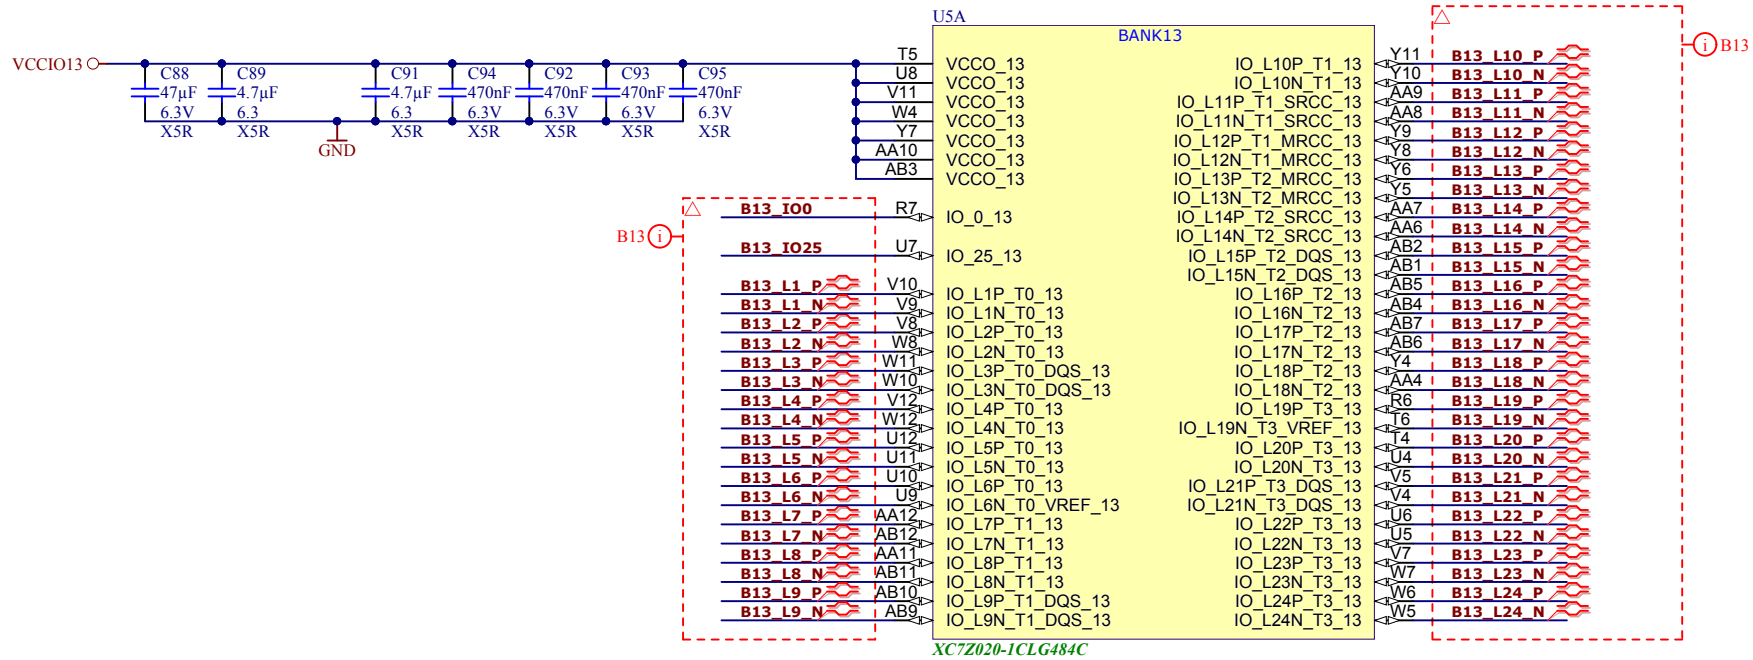 U5A
BANK13
VCCIO13
C88
47µF
6.3V
X5R
C89
4.7µF
6.3
X5R
C91
4.7µF
6.3
X5R
C94
470nF
6.3V
X5R
C92
470nF
6.3V
X5R
C93
470nF
6.3V
X5R
C95
470nF
6.3V
X5R
GND
T5 VCCO_13
U8 VCCO_13
V11 VCCO_13
W4 VCCO_13
Y7 VCCO_13
AA10 VCCO_13
AB3 VCCO_13
B13 i
B13_IO0 R7 IO_0_13
B13_IO25 U7 IO_25_13
B13_L1_P V10 IO_L1P_T0_13
B13_L1_N V9 IO_L1N_T0_13
B13_L2_P V8 IO_L2P_T0_13
B13_L2_N W8 IO_L2N_T0_13
B13_L3_P W11 IO_L3P_T0_DQS_13
B13_L3_N W10 IO_L3N_T0_DQS_13
B13_L4_P V12 IO_L4P_T0_13
B13_L4_N W12 IO_L4N_T0_13
B13_L5_P U12 IO_L5P_T0_13
B13_L5_N U11 IO_L5N_T0_13
B13_L6_P U10 IO_L6P_T0_13
B13_L6_N U9 IO_L6N_T0_VREF_13
B13_L7_P AA12 IO_L7P_T1_13
B13_L7_N AB12 IO_L7N_T1_13
B13_L8_P AA11 IO_L8P_T1_13
B13_L8_N AB11 IO_L8N_T1_13
B13_L9_P AB10 IO_L9P_T1_DQS_13
B13_L9_N AB9 IO_L9N_T1_DQS_13
IO_L10P_T1_13 Y11 B13_L10_P
IO_L10N_T1_13 Y10 B13_L10_N
IO_L11P_T1_SRCC_13 AA9 B13_L11_P
IO_L11N_T1_SRCC_13 AA8 B13_L11_N
IO_L12P_T1_MRCC_13 Y9 B13_L12_P
IO_L12N_T1_MRCC_13 Y8 B13_L12_N
IO_L13P_T2_MRCC_13 Y6 B13_L13_P
IO_L13N_T2_MRCC_13 Y5 B13_L13_N
IO_L14P_T2_SRCC_13 AA7 B13_L14_P
IO_L14N_T2_SRCC_13 AA6 B13_L14_N
IO_L15P_T2_DQS_13 AB2 B13_L15_P
IO_L15N_T2_DQS_13 AB1 B13_L15_N
IO_L16P_T2_13 AB5 B13_L16_P
IO_L16N_T2_13 AB4 B13_L16_N
IO_L17P_T2_13 AB7 B13_L17_P
IO_L17N_T2_13 AB6 B13_L17_N
IO_L18P_T2_13 Y4 B13_L18_P
IO_L18N_T2_13 AA4 B13_L18_N
IO_L19P_T3_13 R6 B13_L19_P
IO_L19N_T3_VREF_13 T6 B13_L19_N
IO_L20P_T3_13 T4 B13_L20_P
IO_L20N_T3_13 U4 B13_L20_N
IO_L21P_T3_DQS_13 V5 B13_L21_P
IO_L21N_T3_DQS_13 V4 B13_L21_N
IO_L22P_T3_13 U6 B13_L22_P
IO_L22N_T3_13 U5 B13_L22_N
IO_L23P_T3_13 V7 B13_L23_P
IO_L23N_T3_13 W7 B13_L23_N
IO_L24P_T3_13 W6 B13_L24_P
IO_L24N_T3_13 W5 B13_L24_N
i B13
XC7Z020-1CLG484C